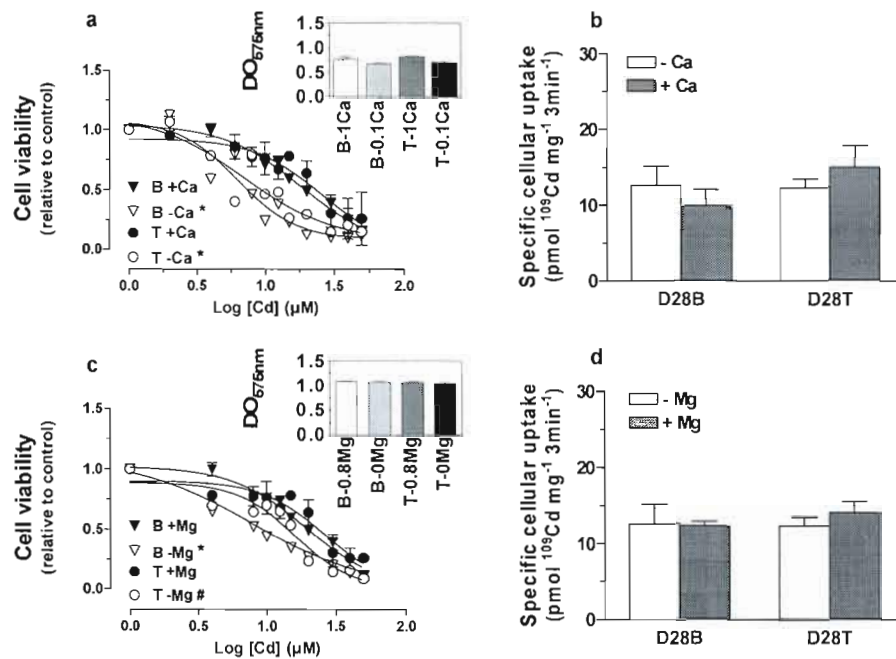 a
Cell viability
(relative to control)
1.5
1.0
0.5
0.0
B +Ca
B -Ca *
T +Ca
T -Ca *
0.0 0.5 1.0 1.5 2.0
Log [Cd] (µM)
DO575nm
1.5
1.0
0.5
0.0
B-1Ca
B-0.1Ca
T-1Ca
T-0.1Ca
b
Specific cellular uptake
(pmol ¹⁰⁹Cd mg⁻¹ 3min⁻¹)
30
20
10
0
- Ca
+ Ca
D28B D28T
c
Cell viability
(relative to control)
1.5
1.0
0.5
0.0
B +Mg
B -Mg *
T +Mg
T -Mg #
0.0 0.5 1.0 1.5 2.0
Log [Cd] (µM)
1.5
1.0
0.5
0.0
B-0.8Mg
B-0Mg
T-0.8Mg
T-0Mg
d
Specific cellular uptake
(pmol ¹⁰⁹Cd mg⁻¹ 3min⁻¹)
30
20
10
0
- Mg
+ Mg
D28B D28T